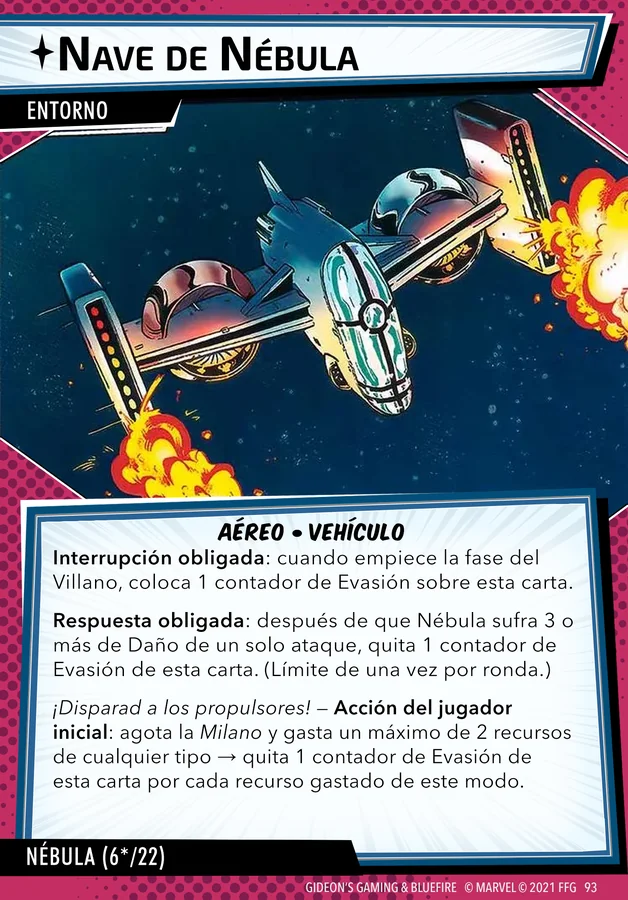 ✦Nave de Nébula
ENTORNO
AÉREO • VEHÍCULO
Interrupción obligada: cuando empiece la fase del
Villano, coloca 1 contador de Evasión sobre esta carta.
Respuesta obligada: después de que Nébula sufra 3 o
más de Daño de un solo ataque, quita 1 contador de
Evasión de esta carta. (Límite de una vez por ronda.)
¡Disparad a los propulsores! – Acción del jugador
inicial: agota la Milano y gasta un máximo de 2 recursos
de cualquier tipo → quita 1 contador de Evasión de
esta carta por cada recurso gastado de este modo.
NÉBULA (6*/22)
GIDEON'S GAMING & BLUEFIRE © MARVEL © 2021 FFG 93